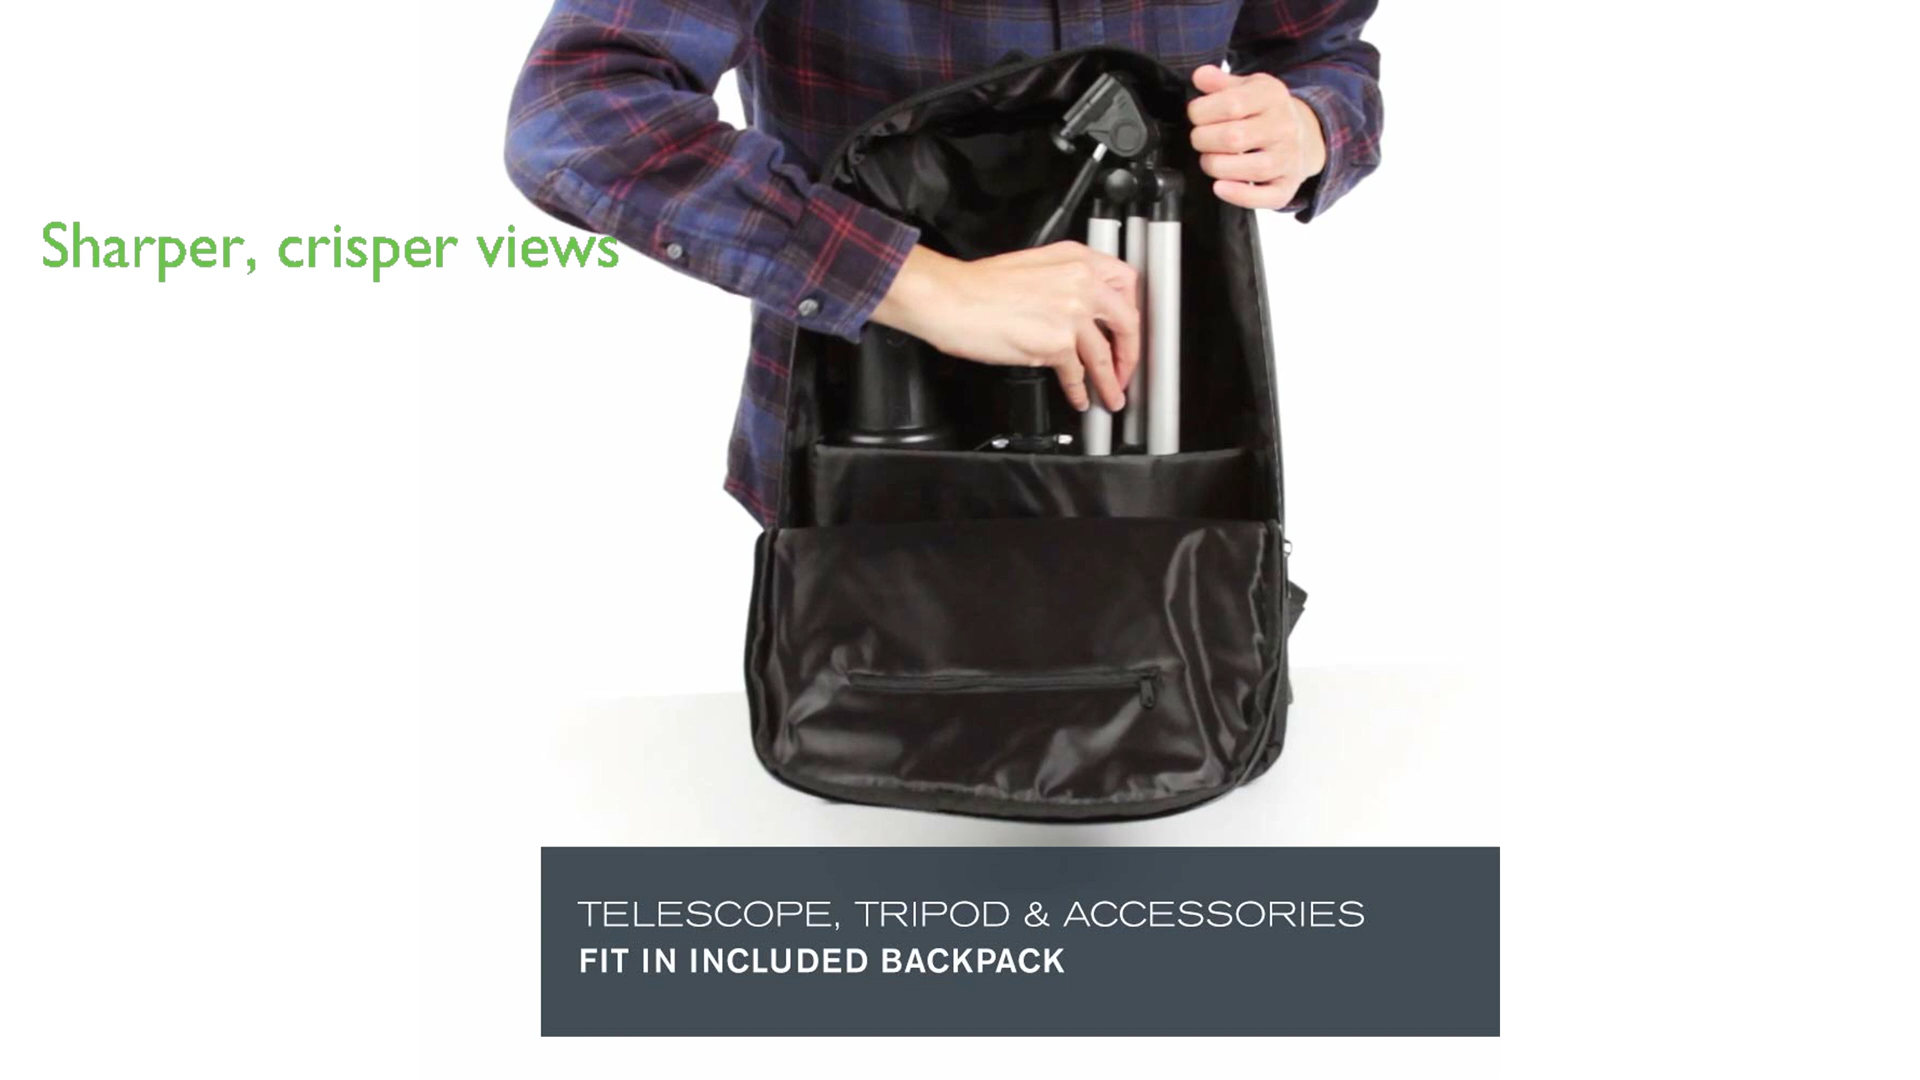 Sharper, crisper views
TELESCOPE, TRIPOD & ACCESSORIES
FIT IN INCLUDED BACKPACK